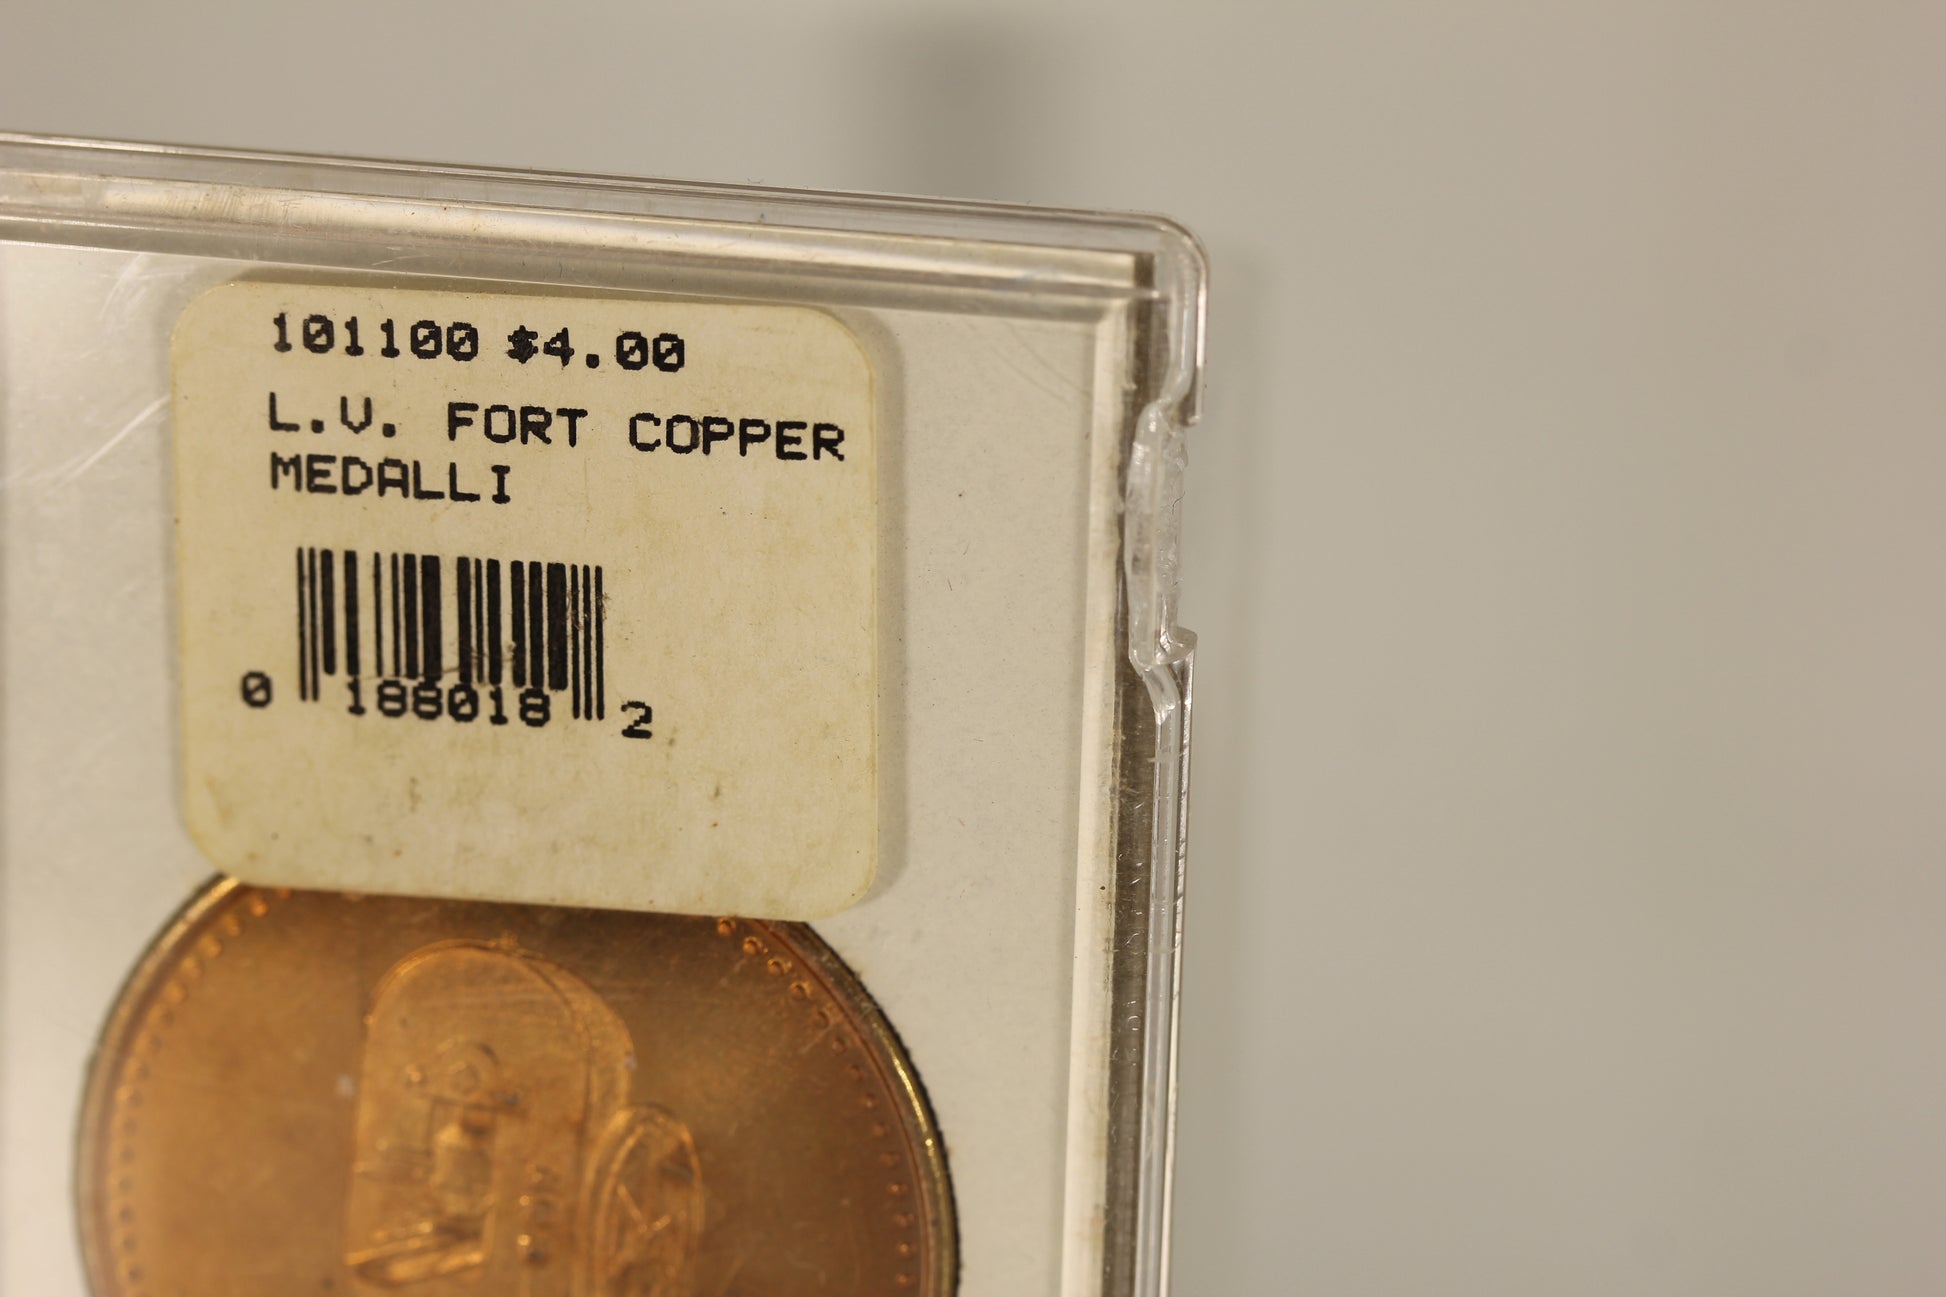 101100 $4.00
L.V. FORT COPPER
MEDALLI
0 188018 2